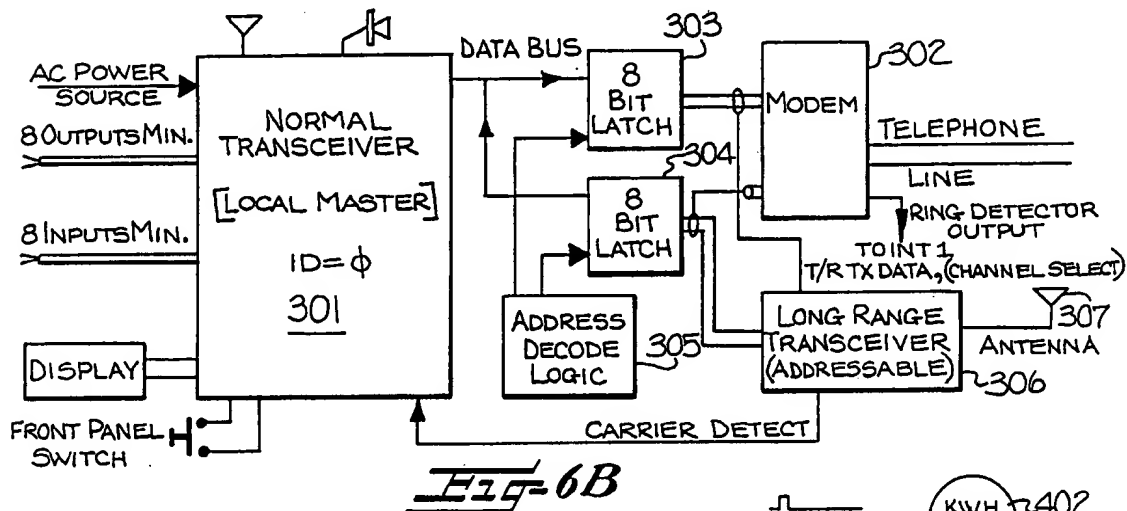 AC POWER
SOURCE
8 OUTPUTS MIN.
8 INPUTS MIN.
DISPLAY
FRONT PANEL
SWITCH
NORMAL
TRANSCEIVER
[LOCAL MASTER]
ID=ϕ
301
DATA BUS
8
BIT
LATCH
303
8
BIT
LATCH
304
ADDRESS
DECODE
LOGIC
305
MODEM
302
TELEPHONE
LINE
RING DETECTOR
OUTPUT
TO INT 1
T/R TX DATA, (CHANNEL SELECT)
LONG RANGE
TRANSCEIVER
(ADDRESSABLE)
306
307
ANTENNA
CARRIER DETECT
Fig-6B
KWH
402